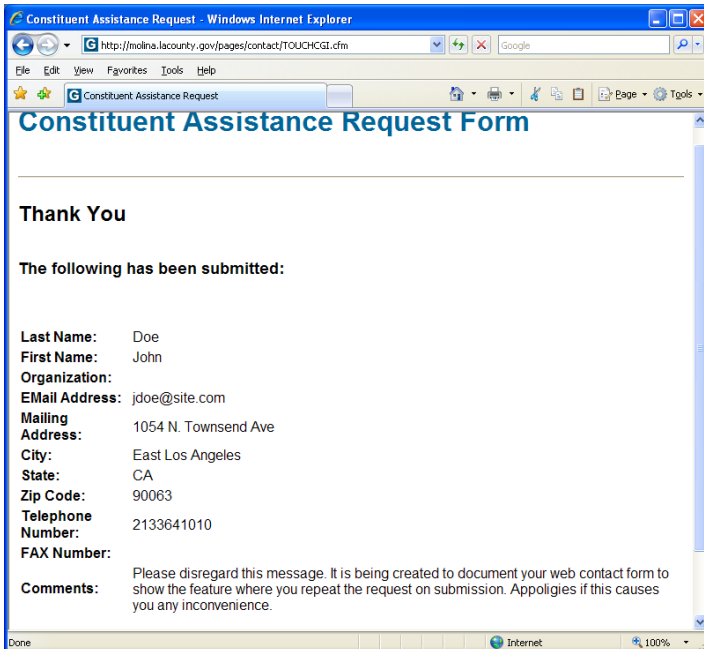 Constituent Assistance Request - Windows Internet Explorer
http://molina.lacounty.gov/pages/contact/TOUCHCGI.cfm
Google
File Edit View Favorites Tools Help
Constituent Assistance Request
Page Tools
Constituent Assistance Request Form
Thank You
The following has been submitted:
Last Name: Doe
First Name: John
Organization:
EMail Address: jdoe@site.com
Mailing
Address: 1054 N. Townsend Ave
City: East Los Angeles
State: CA
Zip Code: 90063
Telephone
Number: 2133641010
FAX Number:
Comments: Please disregard this message. It is being created to document your web contact form to
show the feature where you repeat the request on submission. Appoligies if this causes
you any inconvenience.
Done Internet 100%